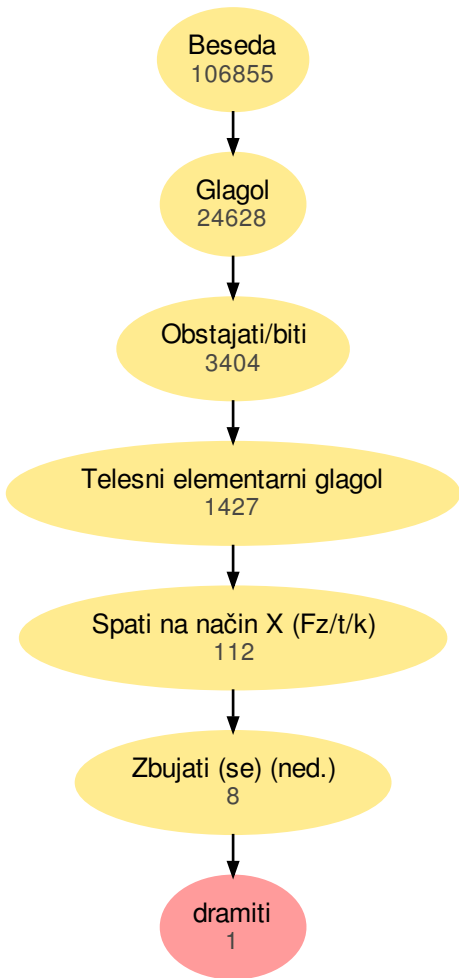 Beseda
106855
Glagol
24628
Obstajati/biti
3404
Telesni elementarni glagol
1427
Spati na način X (Fz/t/k)
112
Zbujati (se) (ned.)
8
dramiti
1